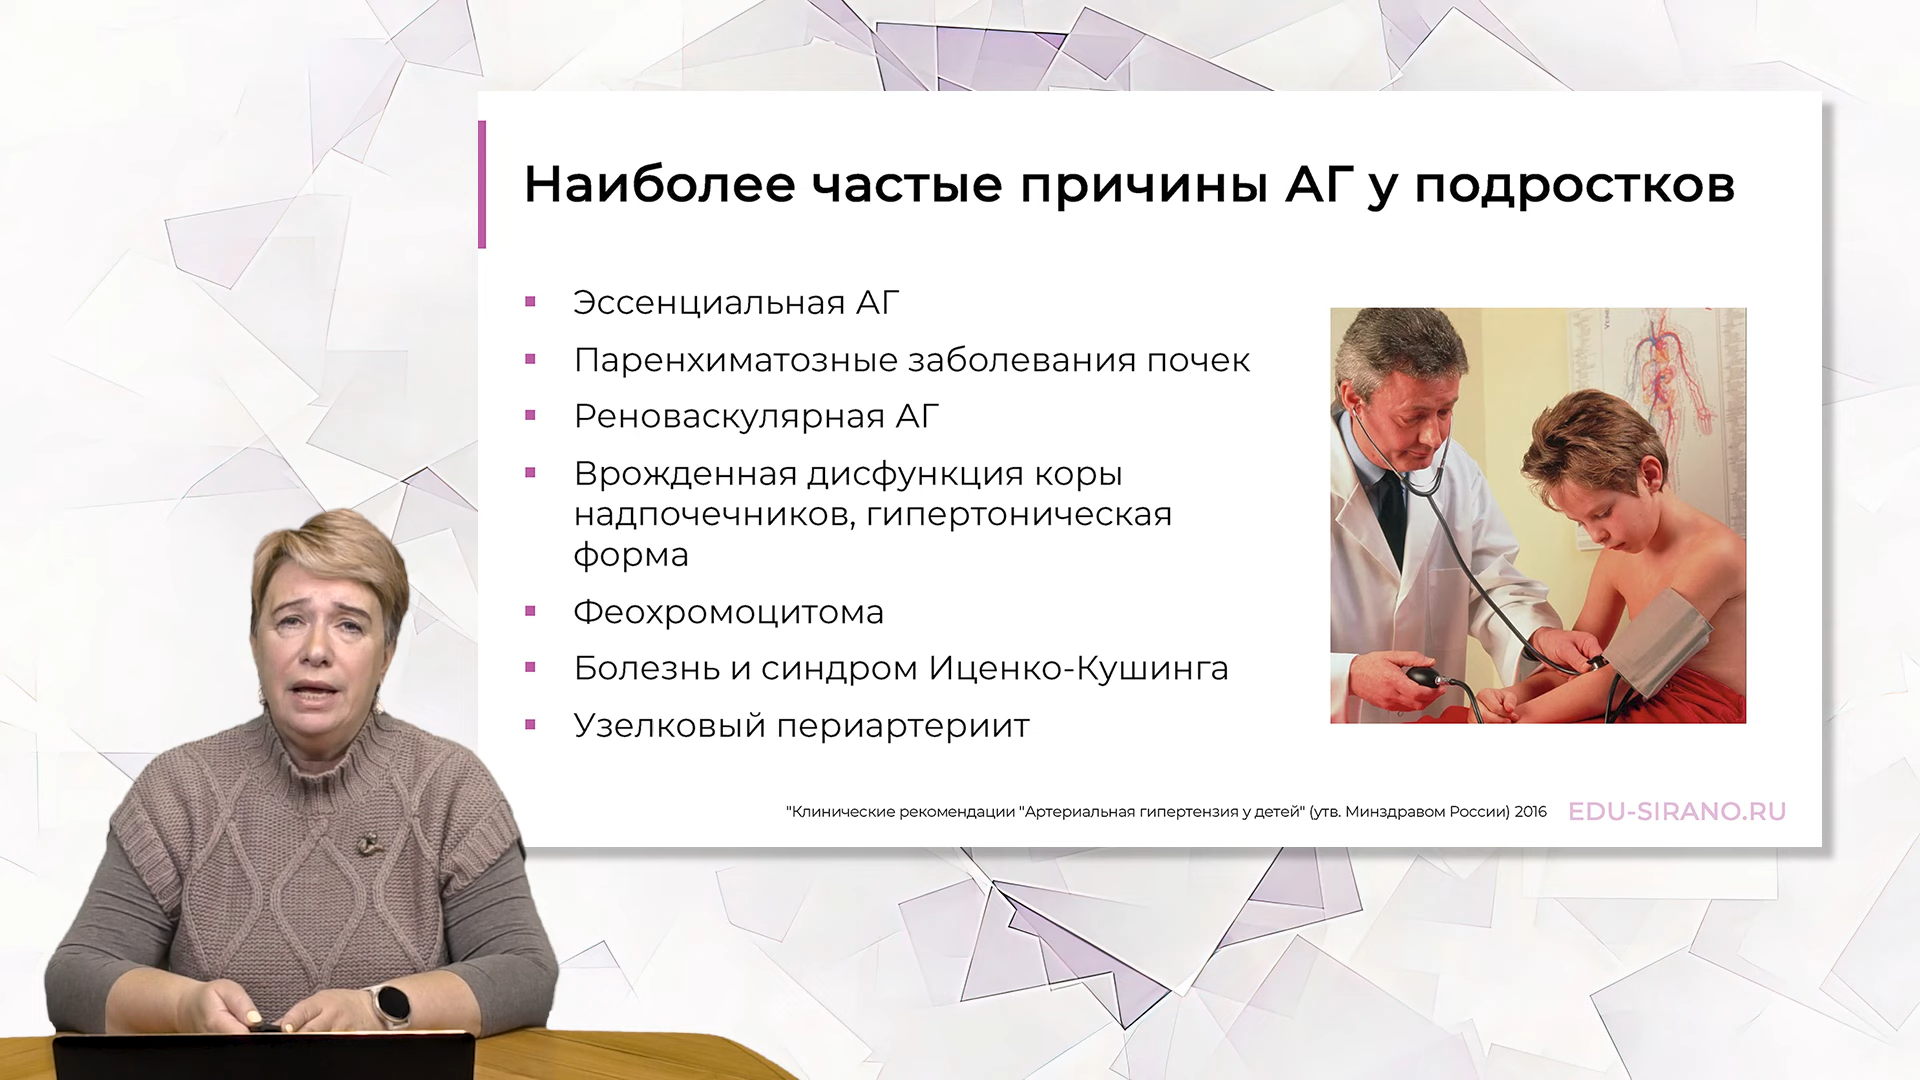 Наиболее частые причины АГ у подростков
Эссенциальная АГ
Паренхиматозные заболевания почек
Реноваскулярная АГ
Врожденная дисфункция коры
надпочечников, гипертоническая
форма
Феохромоцитома
Болезнь и синдром Иценко-Кушинга
Узелковый периартериит
"Клинические рекомендации "Артериальная гипертензия у детей" (утв. Минздравом России) 2016
EDU-SIRANO.RU